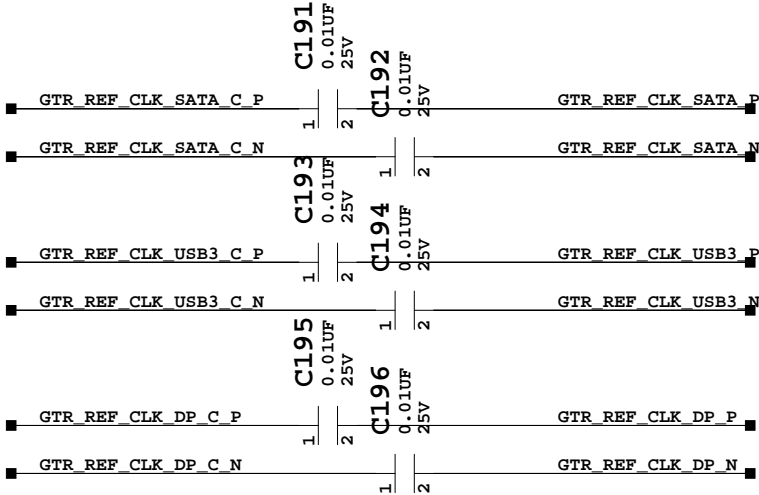 C191
0.01UF
25V
C192
0.01UF
25V
GTR_REF_CLK_SATA_C_P
1
2
GTR_REF_CLK_SATA_P
GTR_REF_CLK_SATA_C_N
1
2
GTR_REF_CLK_SATA_N
C193
0.01UF
25V
C194
0.01UF
25V
GTR_REF_CLK_USB3_C_P
1
2
GTR_REF_CLK_USB3_P
GTR_REF_CLK_USB3_C_N
1
2
GTR_REF_CLK_USB3_N
C195
0.01UF
25V
C196
0.01UF
25V
GTR_REF_CLK_DP_C_P
1
2
GTR_REF_CLK_DP_P
GTR_REF_CLK_DP_C_N
1
2
GTR_REF_CLK_DP_N